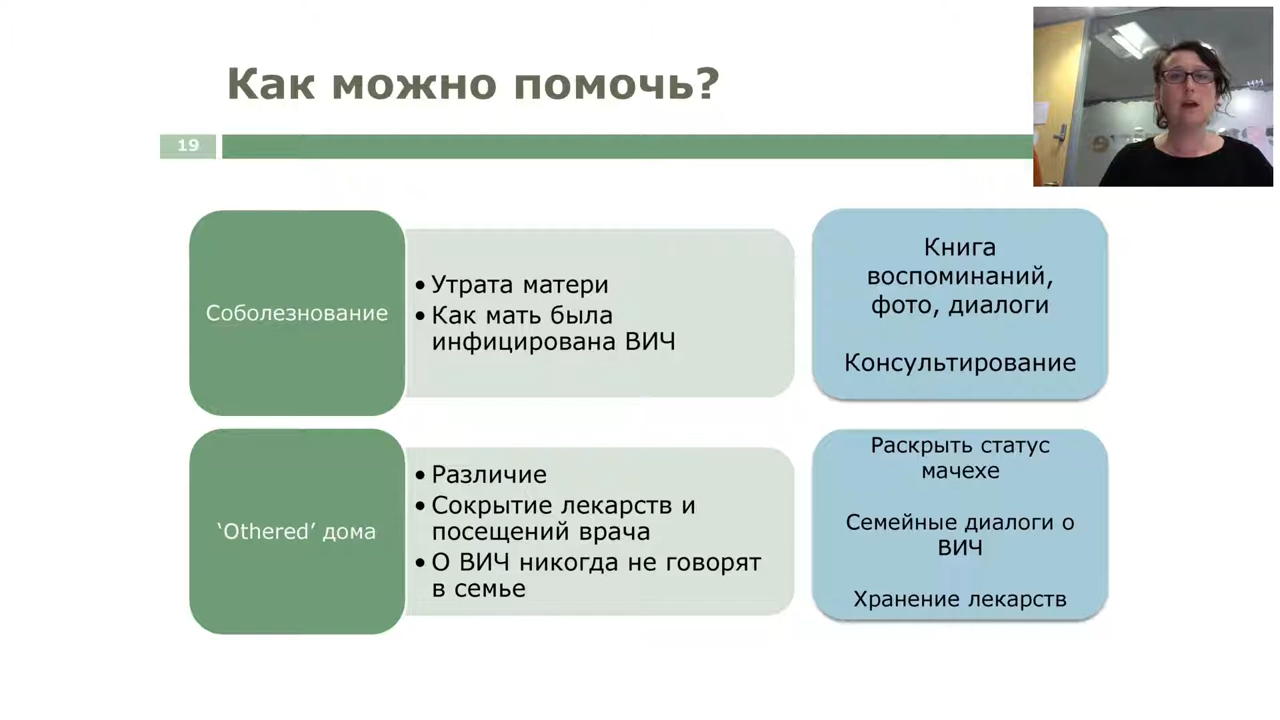 Как можно помочь?
19
Соболезнование
• Утрата матери
• Как мать была
инфицирована ВИЧ
Книга
воспоминаний,
фото, диалоги
Консультирование
‘Othered’ дома
• Различие
• Сокрытие лекарств и
посещений врача
• О ВИЧ никогда не говорят
в семье
Раскрыть статус
мачехе
Семейные диалоги о
ВИЧ
Хранение лекарств